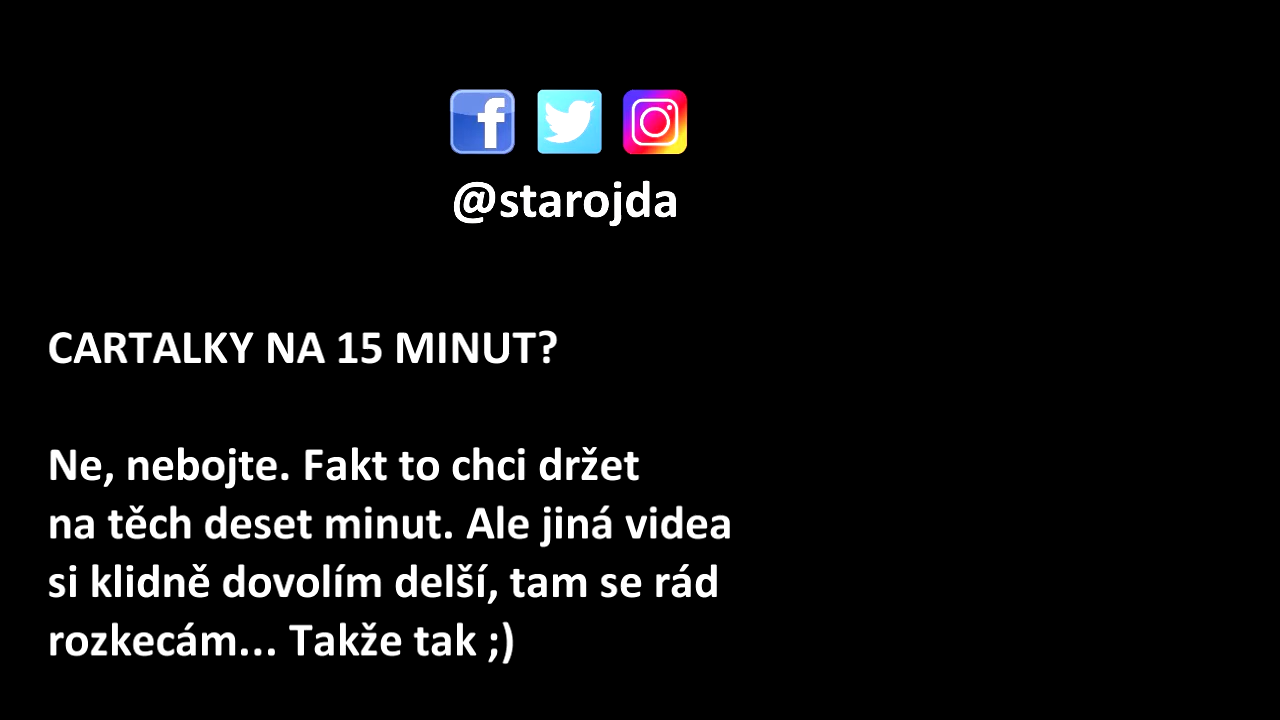 @starojda
CARTALKY NA 15 MINUT?
Ne, nebojte. Fakt to chci držet
na těch deset minut. Ale jiná videa
si klidně dovolím delší, tam se rád
rozkecám... Takže tak ;)